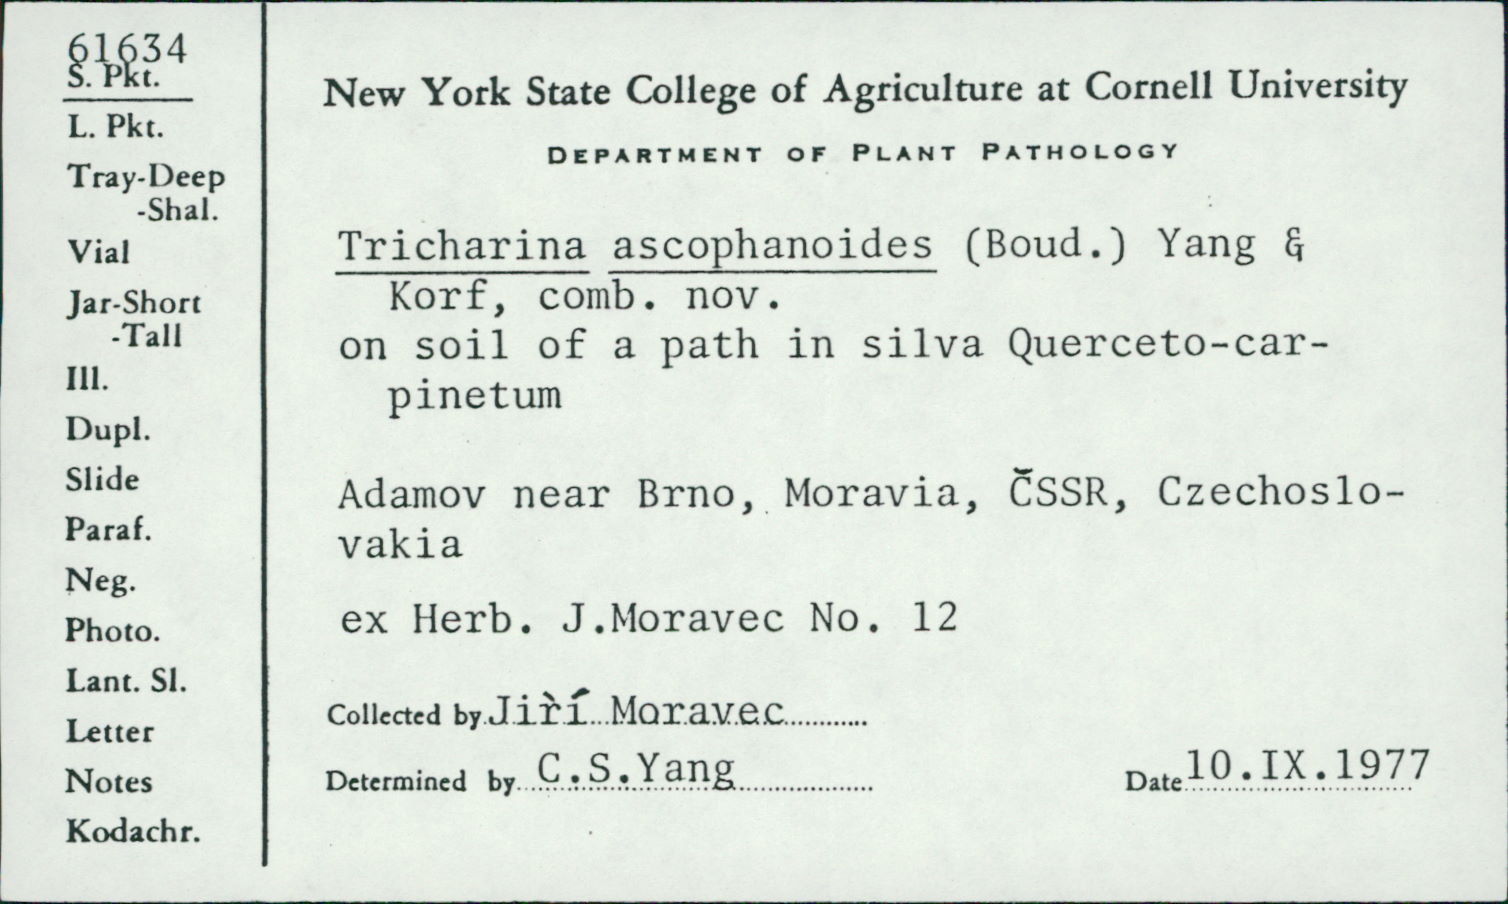 61634
S. Pkt.
L. Pkt.
Tray-Deep
-Shal.
Vial
Jar-Short
-Tall
Ill.
Dupl.
Slide
Paraf.
Neg.
Photo.
Lant. Sl.
Letter
Notes
Kodachr.
New York State College of Agriculture at Cornell University
DEPARTMENT OF PLANT PATHOLOGY
Tricharina ascophanoides (Boud.) Yang &
Korf, comb. nov.
on soil of a path in silva Querceto-car-
pinetum
Adamov near Brno, Moravia, ČSSR, Czechoslo-
vakia
ex Herb. J.Moravec No. 12
Collected by Jiří Moravec
Determined by C.S.Yang
Date 10.IX.1977